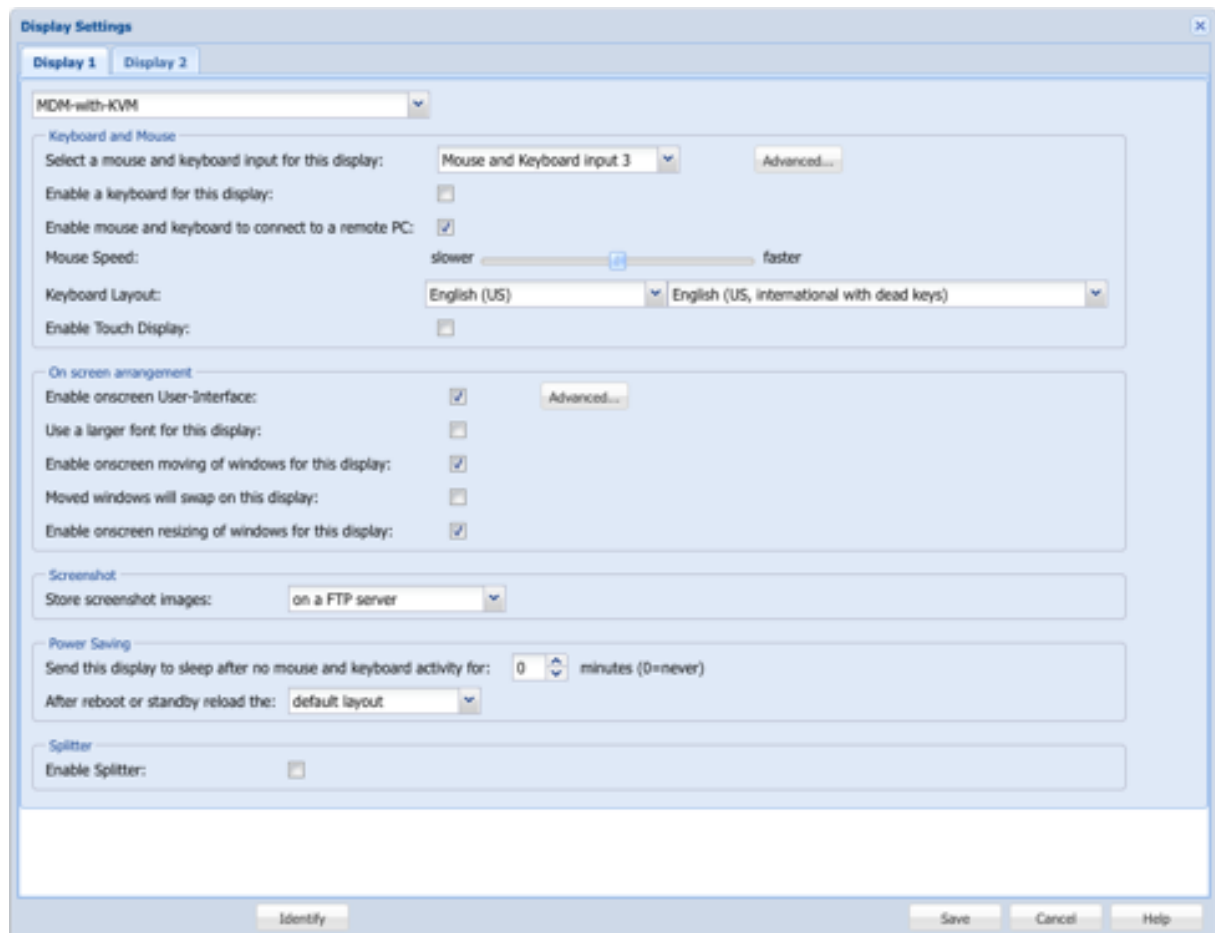 Display Settings
Display 1 Display 2
MDM-with-KVM
Keyboard and Mouse
Select a mouse and keyboard input for this display: Mouse and Keyboard input 3 Advanced...
Enable a keyboard for this display:
Enable mouse and keyboard to connect to a remote PC:
Mouse Speed: slower faster
Keyboard Layout: English (US) English (US, international with dead keys)
Enable Touch Display:
On screen arrangement
Enable onscreen User-Interface: Advanced...
Use a larger font for this display:
Enable onscreen moving of windows for this display:
Moved windows will swap on this display:
Enable onscreen resizing of windows for this display:
Screenshot
Store screenshot images: on a FTP server
Power Saving
Send this display to sleep after no mouse and keyboard activity for: 0 minutes (0=never)
After reboot or standby reload the: default layout
Splitter
Enable Splitter:
Identify Save Cancel Help